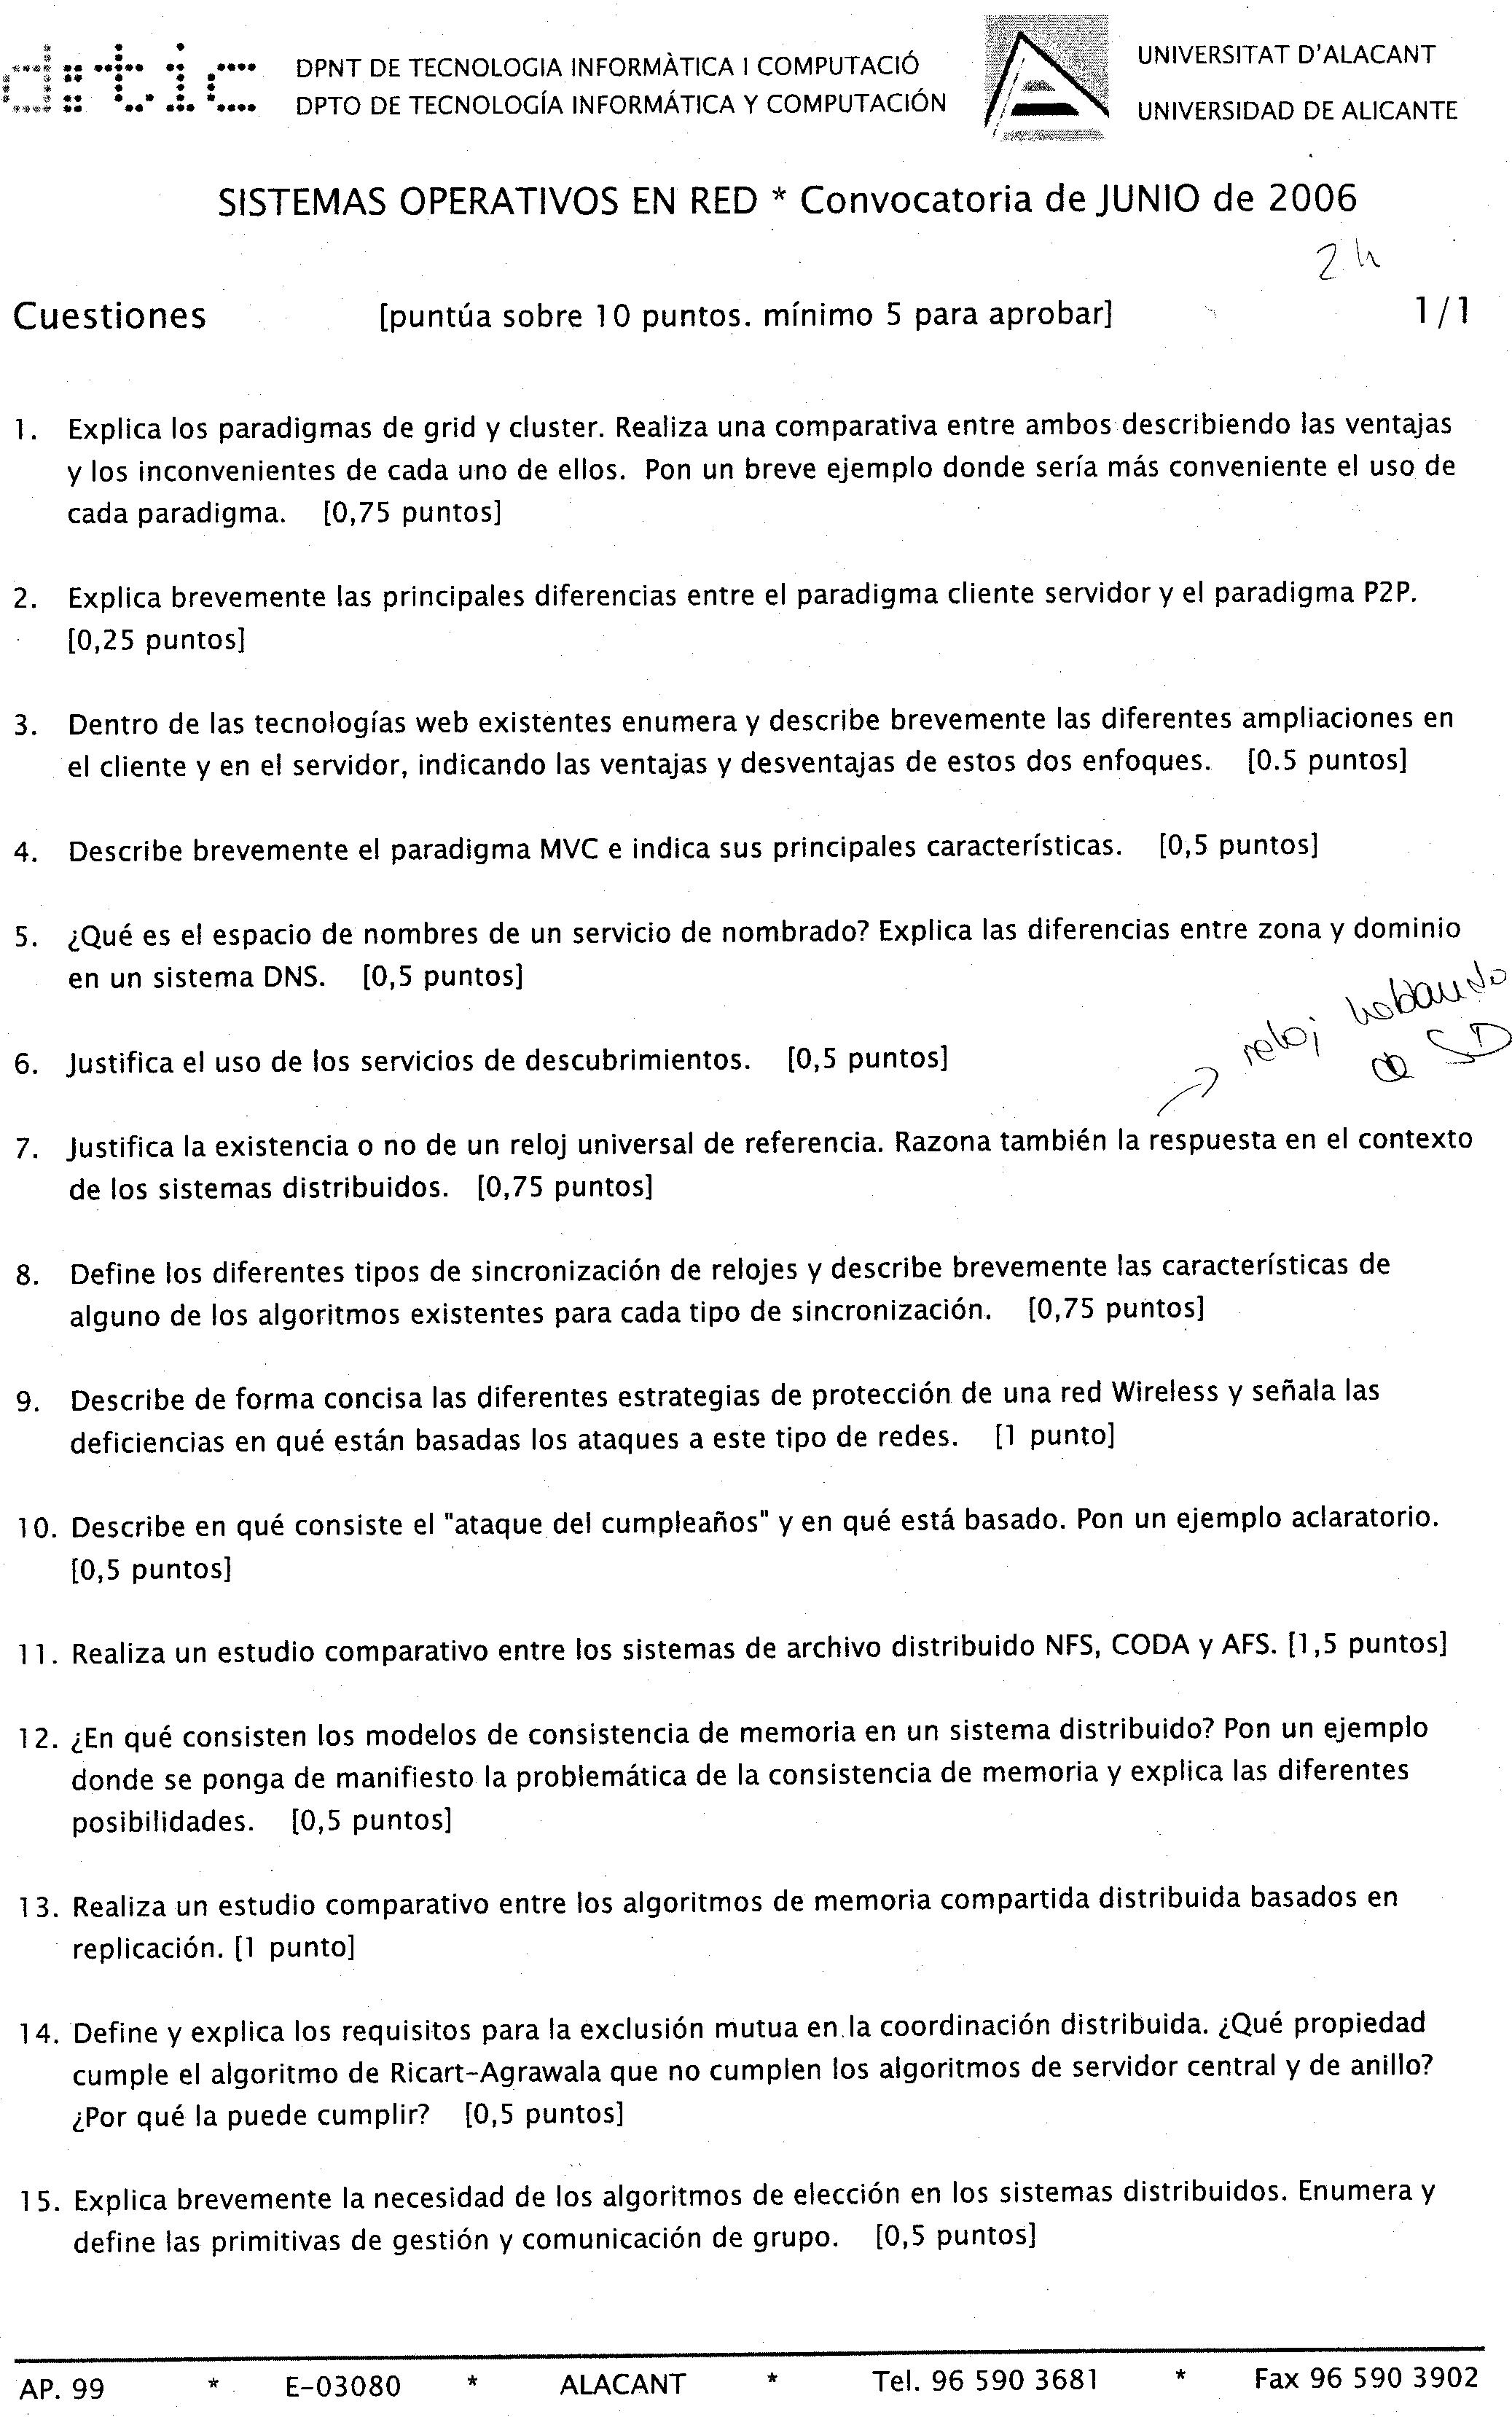 dtic
DPNT DE TECNOLOGIA INFORMÀTICA I COMPUTACIÓ
DPTO DE TECNOLOGÍA INFORMÁTICA Y COMPUTACIÓN
UNIVERSITAT D'ALACANT
UNIVERSIDAD DE ALICANTE
SISTEMAS OPERATIVOS EN RED * Convocatoria de JUNIO de 2006
2 h
Cuestiones [puntúa sobre 10 puntos. mínimo 5 para aprobar] 1/1
1. Explica los paradigmas de grid y cluster. Realiza una comparativa entre ambos describiendo las ventajas
y los inconvenientes de cada uno de ellos. Pon un breve ejemplo donde sería más conveniente el uso de
cada paradigma. [0,75 puntos]
2. Explica brevemente las principales diferencias entre el paradigma cliente servidor y el paradigma P2P.
[0,25 puntos]
3. Dentro de las tecnologías web existentes enumera y describe brevemente las diferentes ampliaciones en
el cliente y en el servidor, indicando las ventajas y desventajas de estos dos enfoques. [0.5 puntos]
4. Describe brevemente el paradigma MVC e indica sus principales características. [0,5 puntos]
5. ¿Qué es el espacio de nombres de un servicio de nombrado? Explica las diferencias entre zona y dominio
en un sistema DNS. [0,5 puntos]
→ reloj hablando
de SD
6. Justifica el uso de los servicios de descubrimientos. [0,5 puntos]
7. Justifica la existencia o no de un reloj universal de referencia. Razona también la respuesta en el contexto
de los sistemas distribuidos. [0,75 puntos]
8. Define los diferentes tipos de sincronización de relojes y describe brevemente las características de
alguno de los algoritmos existentes para cada tipo de sincronización. [0,75 puntos]
9. Describe de forma concisa las diferentes estrategias de protección de una red Wireless y señala las
deficiencias en qué están basadas los ataques a este tipo de redes. [1 punto]
10. Describe en qué consiste el "ataque del cumpleaños" y en qué está basado. Pon un ejemplo aclaratorio.
[0,5 puntos]
11. Realiza un estudio comparativo entre los sistemas de archivo distribuido NFS, CODA y AFS. [1,5 puntos]
12. ¿En qué consisten los modelos de consistencia de memoria en un sistema distribuido? Pon un ejemplo
donde se ponga de manifiesto la problemática de la consistencia de memoria y explica las diferentes
posibilidades. [0,5 puntos]
13. Realiza un estudio comparativo entre los algoritmos de memoria compartida distribuida basados en
replicación. [1 punto]
14. Define y explica los requisitos para la exclusión mutua en la coordinación distribuida. ¿Qué propiedad
cumple el algoritmo de Ricart-Agrawala que no cumplen los algoritmos de servidor central y de anillo?
¿Por qué la puede cumplir? [0,5 puntos]
15. Explica brevemente la necesidad de los algoritmos de elección en los sistemas distribuidos. Enumera y
define las primitivas de gestión y comunicación de grupo. [0,5 puntos]
AP. 99 * E-03080 * ALACANT * Tel. 96 590 3681 * Fax 96 590 3902